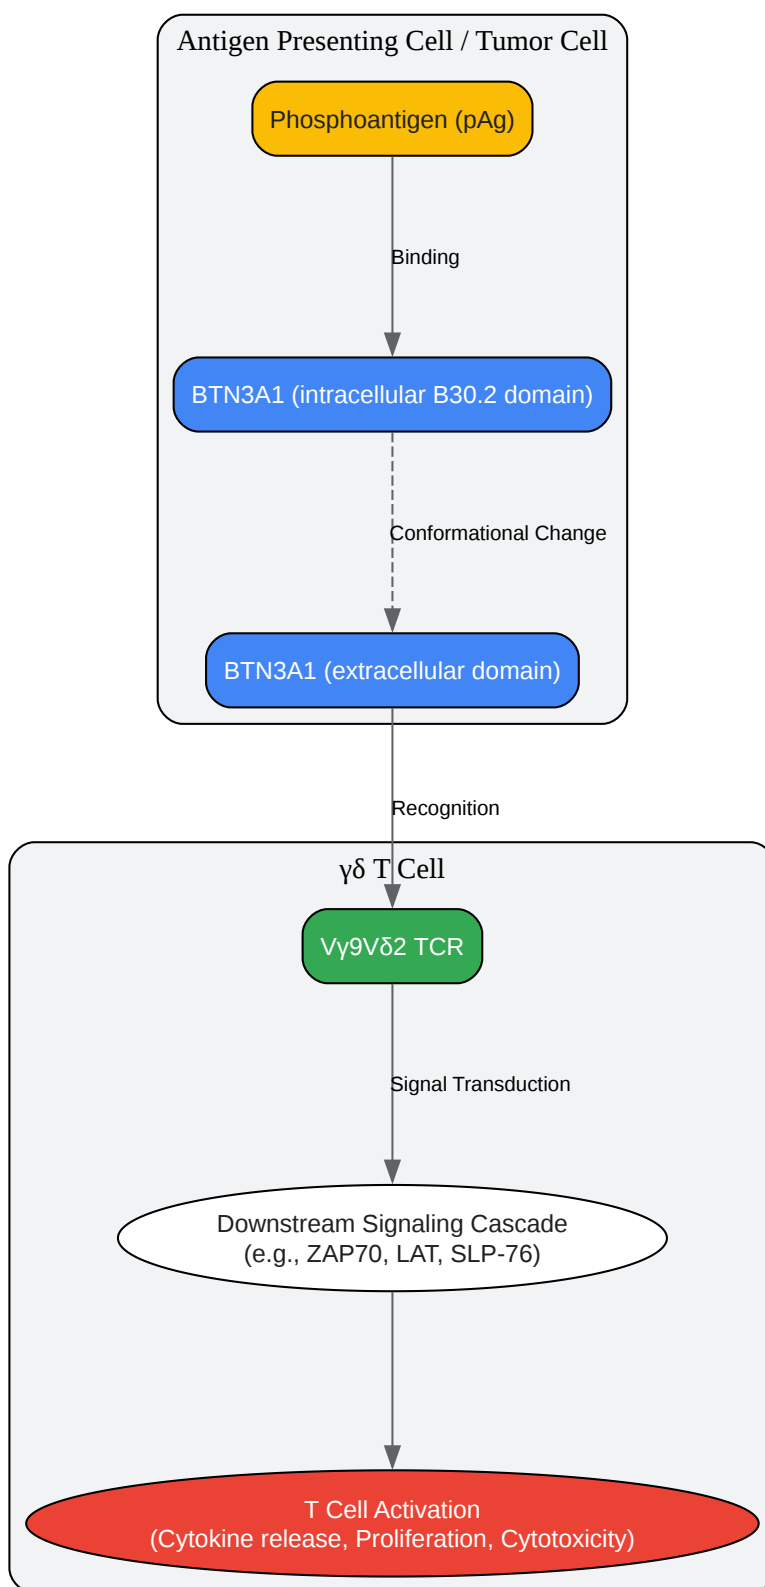 Antigen Presenting Cell / Tumor Cell
Phosphoantigen (pAg)
Binding
BTN3A1 (intracellular B30.2 domain)
Conformational Change
BTN3A1 (extracellular domain)
Recognition
γδ T Cell
Vγ9Vδ2 TCR
Signal Transduction
Downstream Signaling Cascade
(e.g., ZAP70, LAT, SLP-76)
T Cell Activation
(Cytokine release, Proliferation, Cytotoxicity)